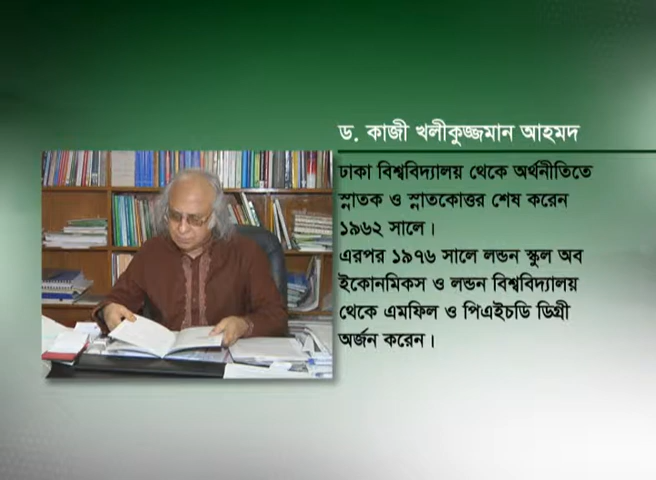 ড. কাজী খলীকুজ্জমান আহমদ
ঢাকা বিশ্ববিদ্যালয় থেকে অর্থনীতিতে
স্নাতক ও স্নাতকোত্তর শেষ করেন
১৯৬২ সালে।
এরপর ১৯৭৬ সালে লন্ডন স্কুল অব
ইকোনমিকস ও লন্ডন বিশ্ববিদ্যালয়
থেকে এমফিল ও পিএইচডি ডিগ্রী
অর্জন করেন।